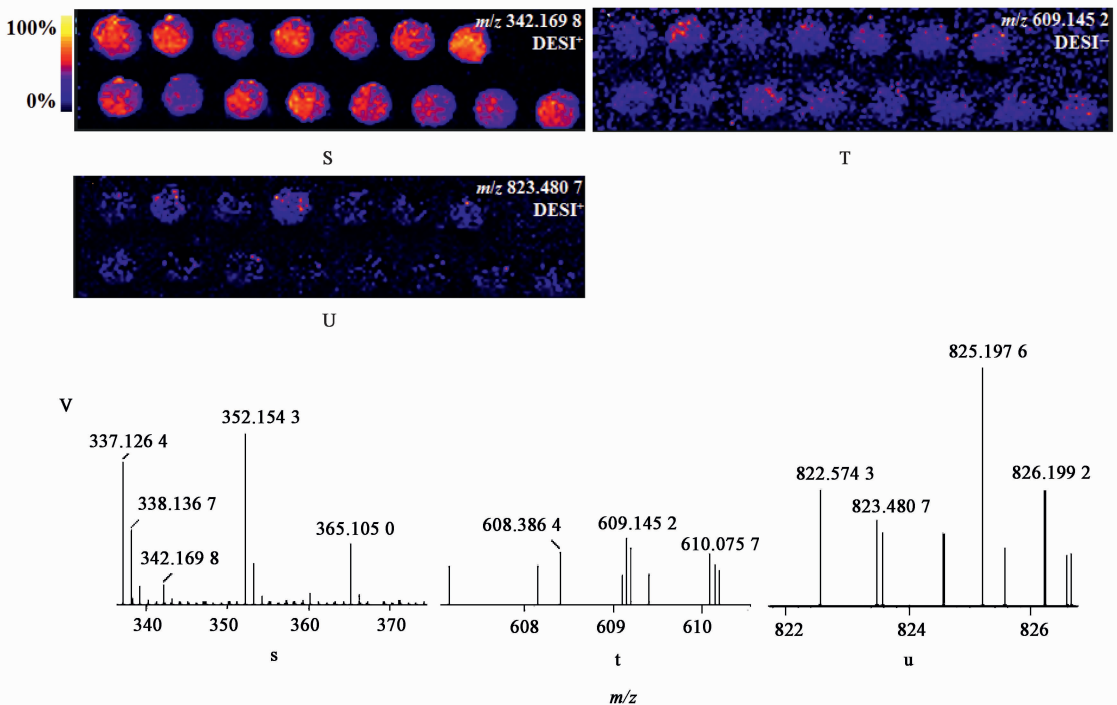 100%
0%
m/z 342.169 8
DESI+
S
m/z 609.145 2
DESI−
T
m/z 823.480 7
DESI+
U
V
337.126 4
338.136 7
342.169 8
352.154 3
365.105 0
340
350
360
370
s
608.386 4
609.145 2
610.075 7
608
609
610
t
822.574 3
823.480 7
825.197 6
826.199 2
822
824
826
u
m/z